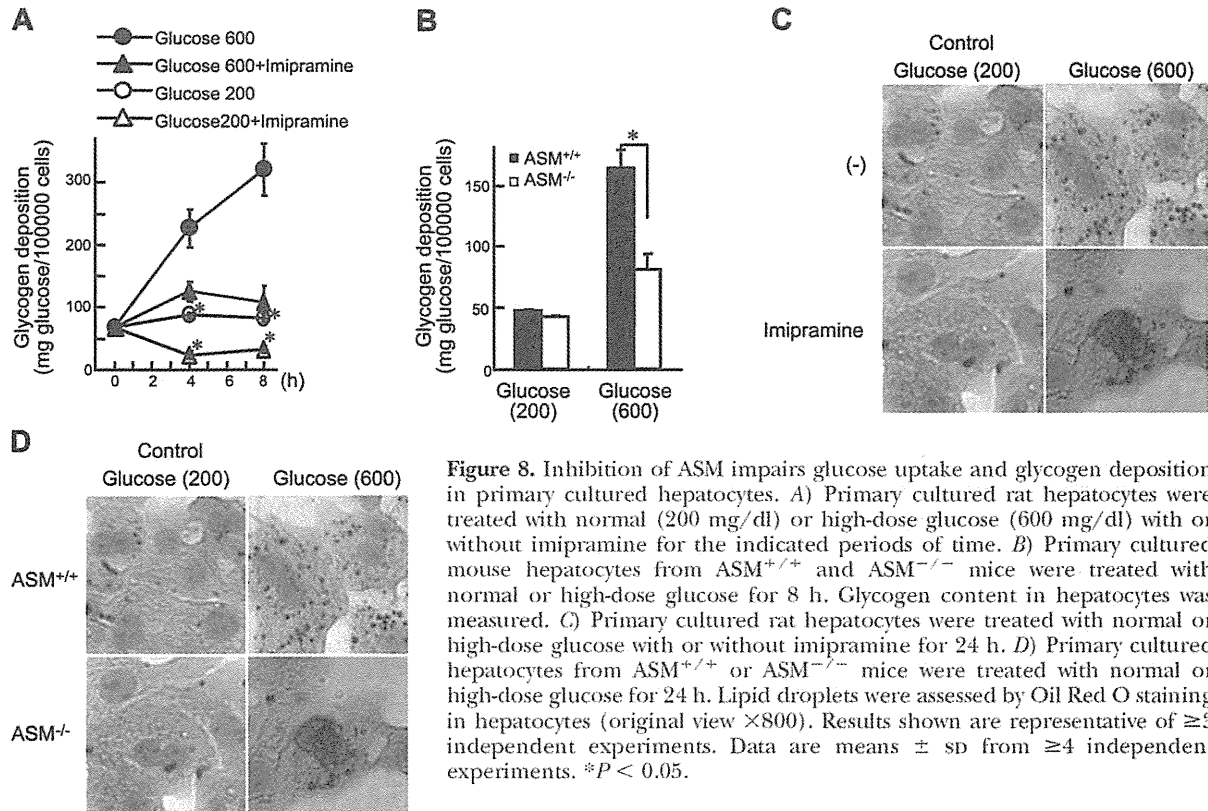 A
Glucose 600
Glucose 600+Imipramine
Glucose 200
Glucose200+Imipramine
Glycogen deposition
(mg glucose/100000 cells)
300
200
100
0
0 2 4 6 8 (h)
* * * *
B
ASM+/+
ASM-/-
*
Glycogen deposition
(mg glucose/100000 cells)
150
100
50
0
Glucose
(200)
Glucose
(600)
C
Control
Glucose (200) Glucose (600)
(-)
Imipramine
D
Control
Glucose (200) Glucose (600)
ASM+/+
ASM-/-
Figure 8. Inhibition of ASM impairs glucose uptake and glycogen deposition
in primary cultured hepatocytes. A) Primary cultured rat hepatocytes were
treated with normal (200 mg/dl) or high-dose glucose (600 mg/dl) with or
without imipramine for the indicated periods of time. B) Primary cultured
mouse hepatocytes from ASM+/+ and ASM−/− mice were treated with
normal or high-dose glucose for 8 h. Glycogen content in hepatocytes was
measured. C) Primary cultured rat hepatocytes were treated with normal or
high-dose glucose with or without imipramine for 24 h. D) Primary cultured
hepatocytes from ASM+/+ or ASM−/− mice were treated with normal or
high-dose glucose for 24 h. Lipid droplets were assessed by Oil Red O staining
in hepatocytes (original view ×800). Results shown are representative of
independent experiments. Data are means ± SD from ≥4 independent
experiments. *P < 0.05.